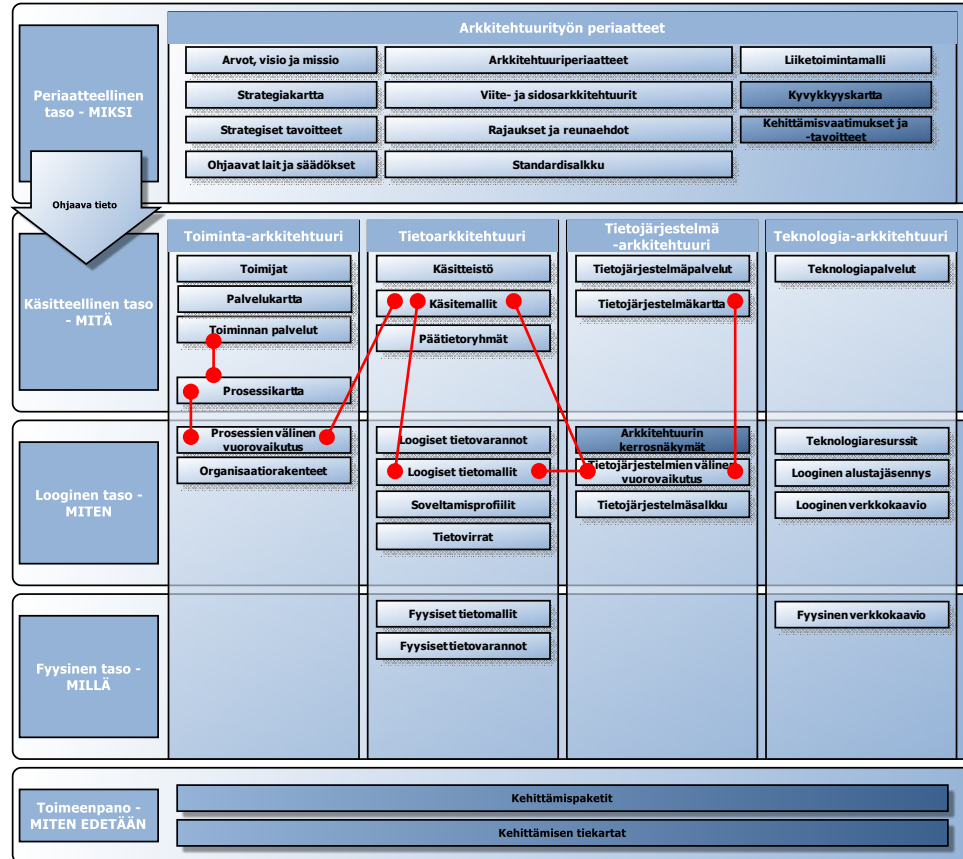 Arkkitehtuurityön periaatteet
Periaatteellinen
taso - MIKSI
Arvot, visio ja missio
Arkkitehtuuriperiaatteet
Liiketoimintamalli
Strategiakartta
Viite- ja sidosarkkitehtuurit
Kyvykkyyskartta
Strategiset tavoitteet
Rajaukset ja reunaehdot
Kehittämisvaatimukset ja
-tavoitteet
Ohjaavat lait ja säädökset
Standardisalkku
Ohjaava tieto
Käsitteellinen taso
- MITÄ
Toiminta-arkkitehtuuri
Tietoarkkitehtuuri
Tietojärjestelmä
-arkkitehtuuri
Teknologia-arkkitehtuuri
Toimijat
Käsitteistö
Tietojärjestelmäpalvelut
Teknologiapalvelut
Palvelukartta
Käsitemallit
Tietojärjestelmäkartta
Toiminnan palvelut
Päätietoryhmät
Prosessikartta
Looginen taso -
MITEN
Prosessien välinen
vuorovaikutus
Loogiset tietovarannot
Arkkitehtuurin
kerrosnäkymät
Teknologiaresurssit
Organisaatiorakenteet
Loogiset tietomallit
Tietojärjestelmien välinen
vuorovaikutus
Looginen alustajäsennys
Soveltamisprofiilit
Tietojärjestelmäsalkku
Looginen verkkokaavio
Tietovirrat
Fyysinen taso -
MILLÄ
Fyysiset tietomallit
Fyysinen verkkokaavio
Fyysiset tietovarannot
Toimeenpano -
MITEN EDETÄÄN
Kehittämispaketit
Kehittämisen tiekartat